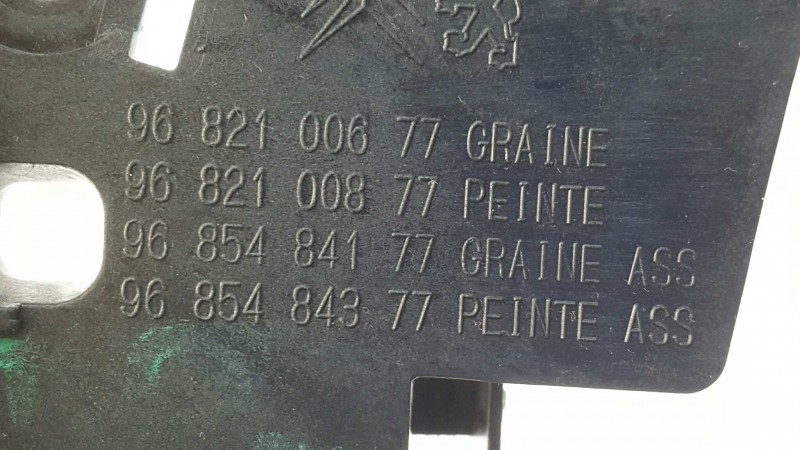 96 821 006 77 GRAINE
96 821 008 77 PEINTE
96 854 841 77 GRAINE ASS
96 854 843 77 PEINTE ASS